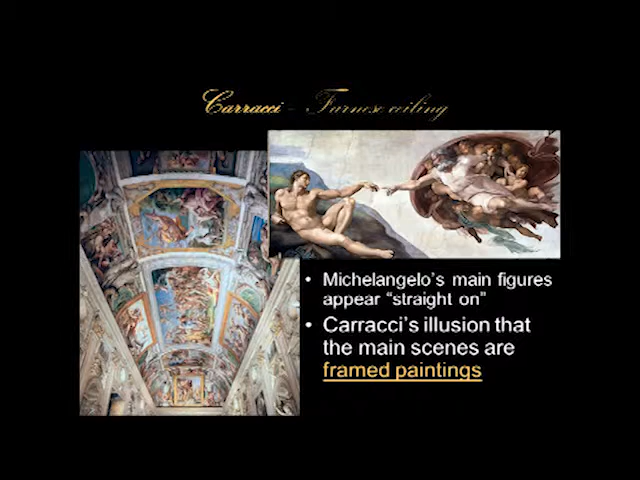 Carracci - Farnese ceiling
• Michelangelo's main figures
appear "straight on"
• Carracci's illusion that
the main scenes are
framed paintings